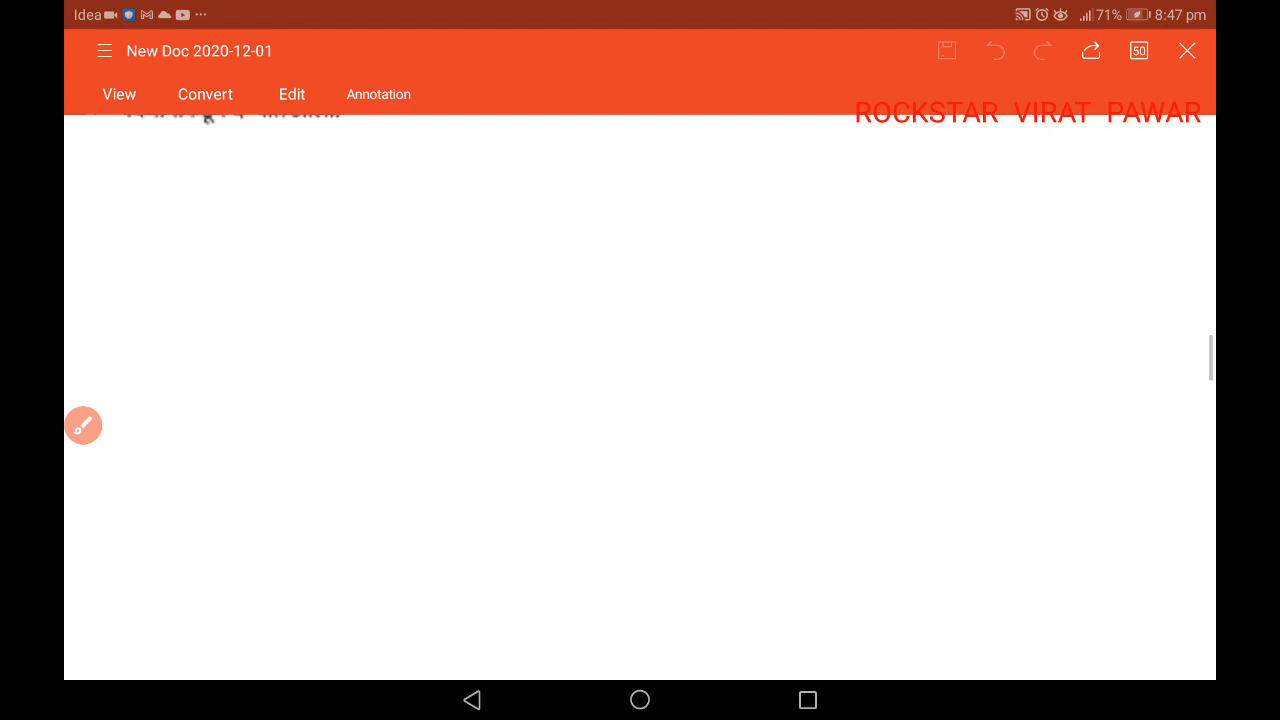 Idea 71% 8:47 pm
New Doc 2020-12-01 50
View Convert Edit Annotation
ROCKSTAR VIRAT PAWAR